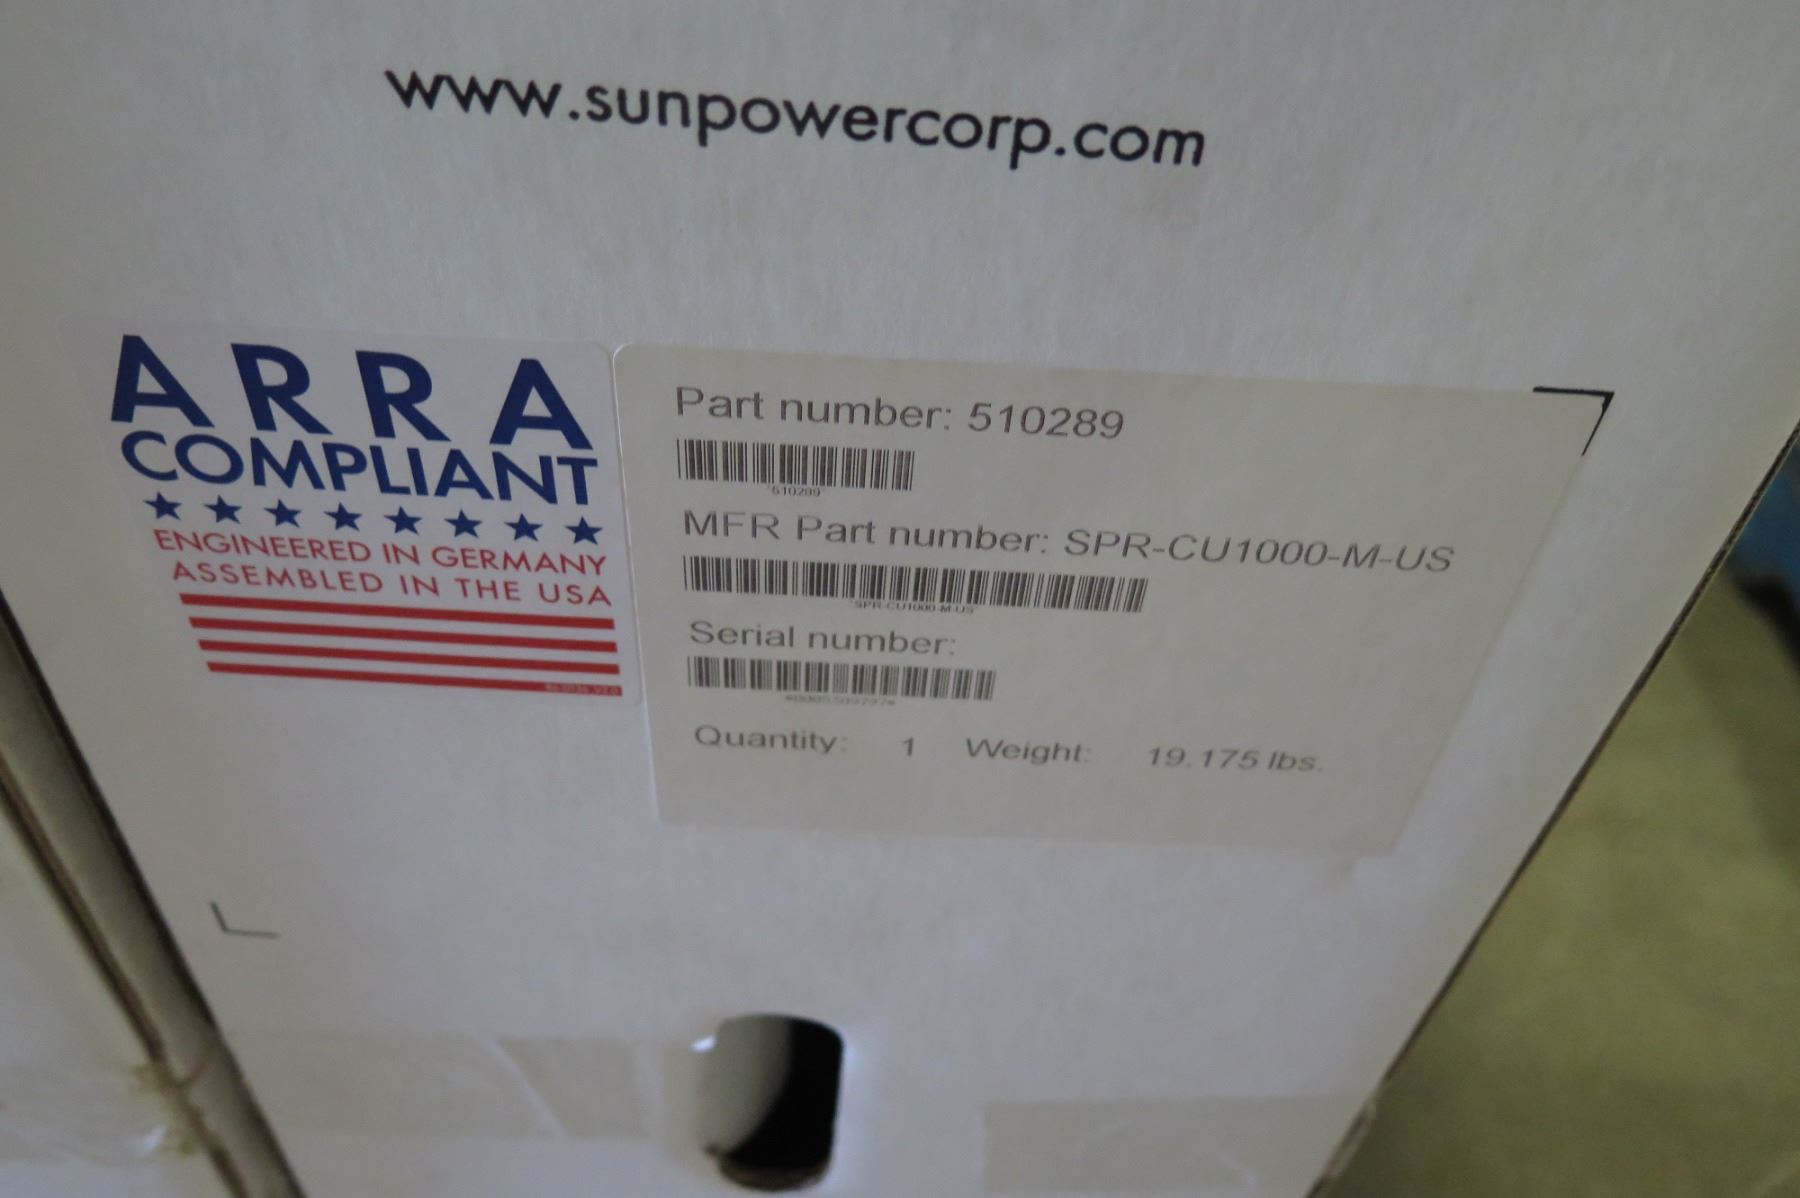 www.sunpowercorp.com
ARRA
COMPLIANT
ENGINEERED IN GERMANY
ASSEMBLED IN THE USA
Part number: 510289
*510289*
MFR Part number: SPR-CU1000-M-US
*SPR-CU1000-M-US*
Serial number:
Quantity: 1 Weight: 19.175 lbs.